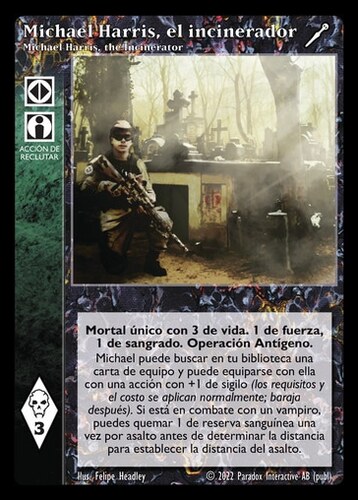 Michael Harris, el incinerador
Michael Harris, the Incinerator
ACCIÓN DE
RECLUTAR
Mortal único con 3 de vida. 1 de fuerza,
1 de sangrado. Operación Antígeno.
Michael puede buscar en tu biblioteca una
carta de equipo y puede equiparse con ella
con una acción con +1 de sigilo (los requisitos y
el costo se aplican normalmente; baraja
después). Si está en combate con un vampiro,
puedes quemar 1 de reserva sanguínea una
vez por asalto antes de determinar la distancia
para establecer la distancia del asalto.
3
Ilus: Felipe Headley
© 2022 Paradox Interactive AB (publ)